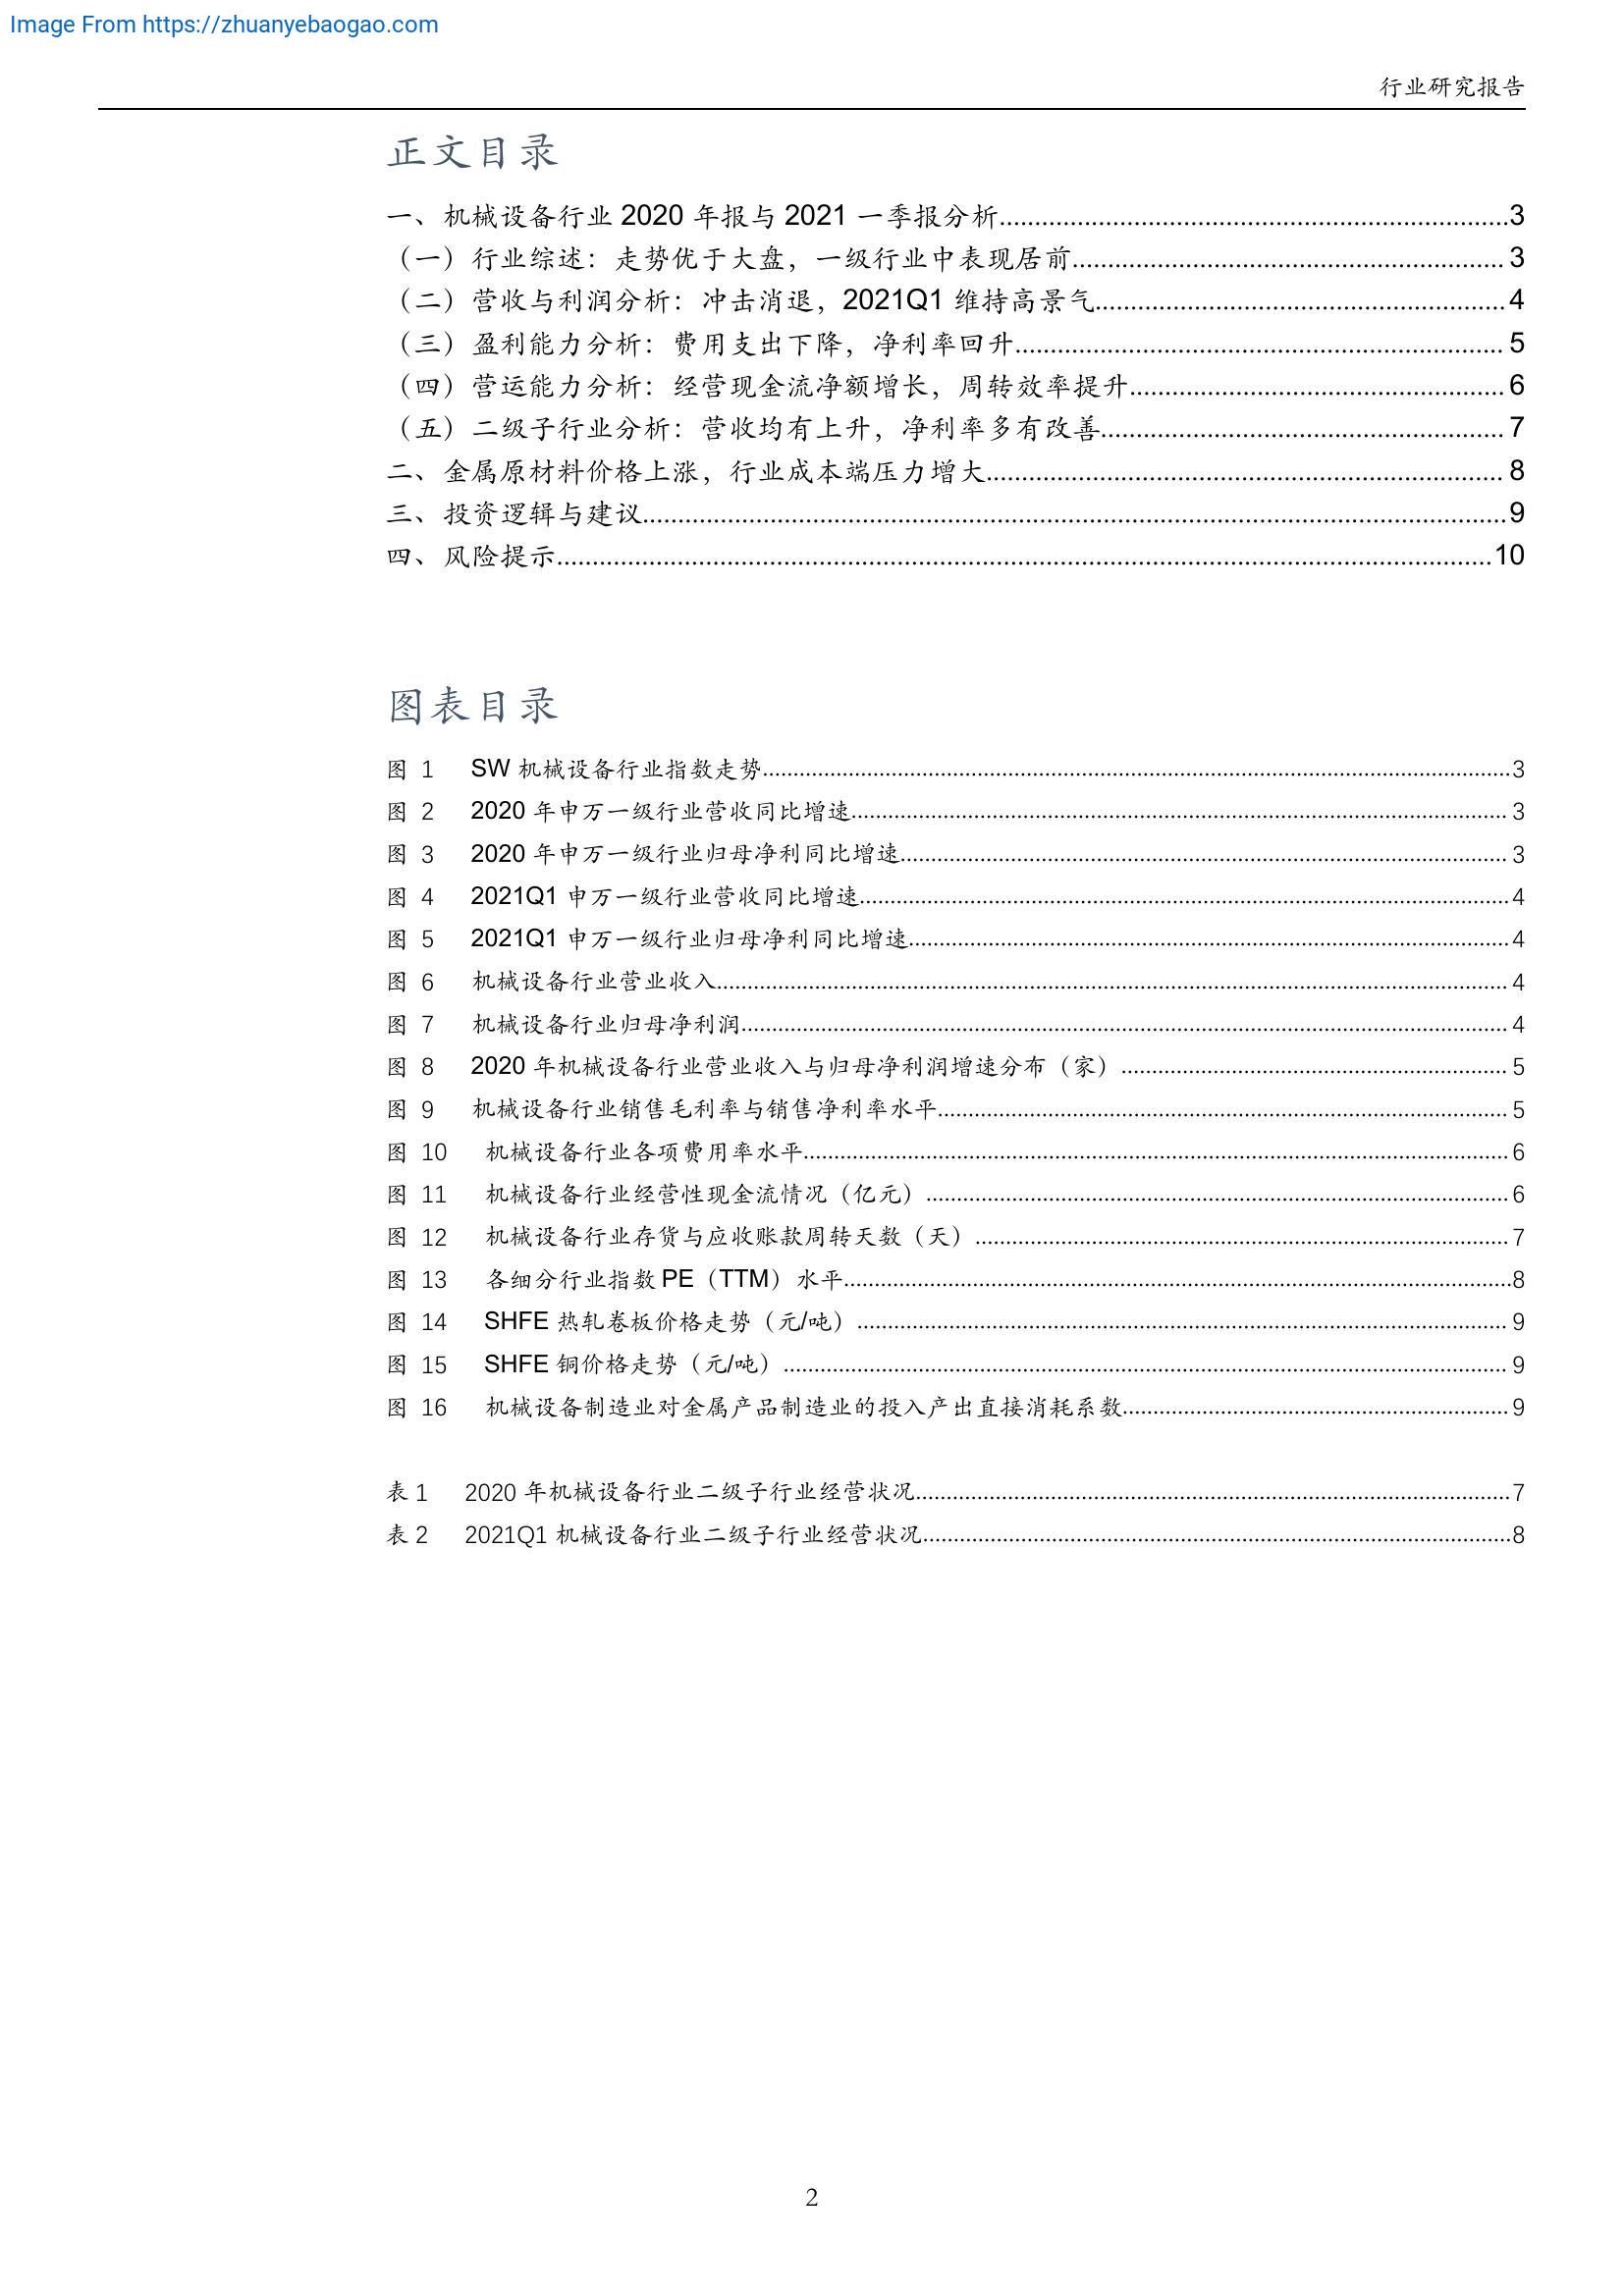 Image From https://zhuanyebaogao.com
行业研究报告
正文目录
一、机械设备行业 2020 年报与 2021 一季报分析 3
（一）行业综述：走势优于大盘，一级行业中表现居前 3
（二）营收与利润分析：冲击消退，2021Q1 维持高景气 4
（三）盈利能力分析：费用支出下降，净利率回升 5
（四）营运能力分析：经营现金流净额增长，周转效率提升 6
（五）二级子行业分析：营收均有上升，净利率多有改善 7
二、金属原材料价格上涨，行业成本端压力增大 8
三、投资逻辑与建议 9
四、风险提示 10
图表目录
图 1 SW 机械设备行业指数走势 3
图 2 2020 年申万一级行业营收同比增速 3
图 3 2020 年申万一级行业归母净利同比增速 3
图 4 2021Q1 申万一级行业营收同比增速 4
图 5 2021Q1 申万一级行业归母净利同比增速 4
图 6 机械设备行业营业收入 4
图 7 机械设备行业归母净利润 4
图 8 2020 年机械设备行业营业收入与归母净利润增速分布（家） 5
图 9 机械设备行业销售毛利率与销售净利率水平 5
图 10 机械设备行业各项费用率水平 6
图 11 机械设备行业经营性现金流情况（亿元） 6
图 12 机械设备行业存货与应收账款周转天数（天） 7
图 13 各细分行业指数 PE（TTM）水平 8
图 14 SHFE 热轧卷板价格走势（元/吨） 9
图 15 SHFE 铜价格走势（元/吨） 9
图 16 机械设备制造业对金属产品制造业的投入产出直接消耗系数 9
表 1 2020 年机械设备行业二级子行业经营状况 7
表 2 2021Q1 机械设备行业二级子行业经营状况 8
2